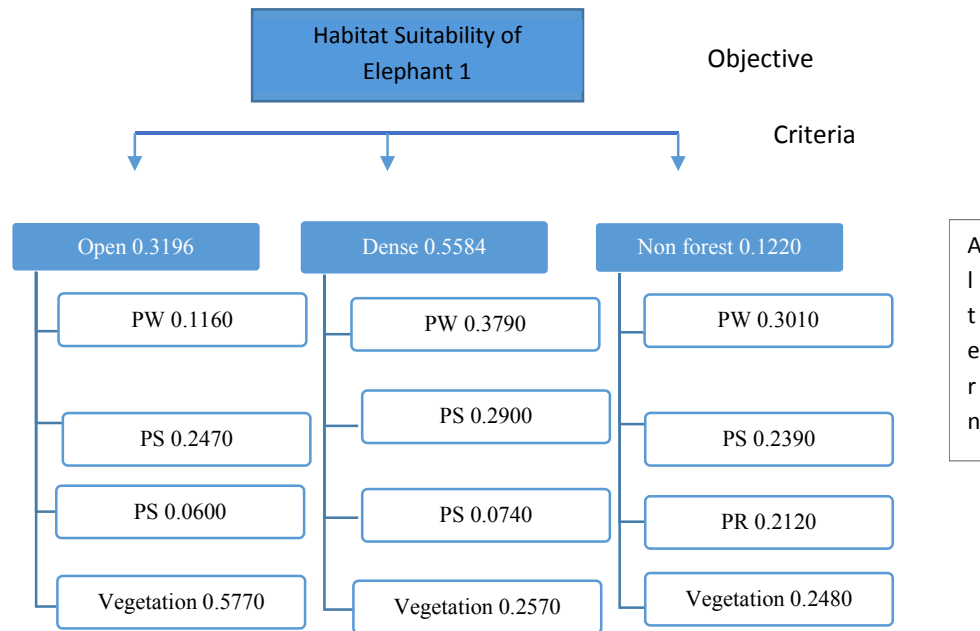 Habitat Suitability of
Elephant 1
Objective
Criteria
Open 0.3196
Dense 0.5584
Non forest 0.1220
PW 0.1160
PS 0.2470
PS 0.0600
Vegetation 0.5770
PW 0.3790
PS 0.2900
PS 0.0740
Vegetation 0.2570
PW 0.3010
PS 0.2390
PR 0.2120
Vegetation 0.2480
A
l
t
e
r
n